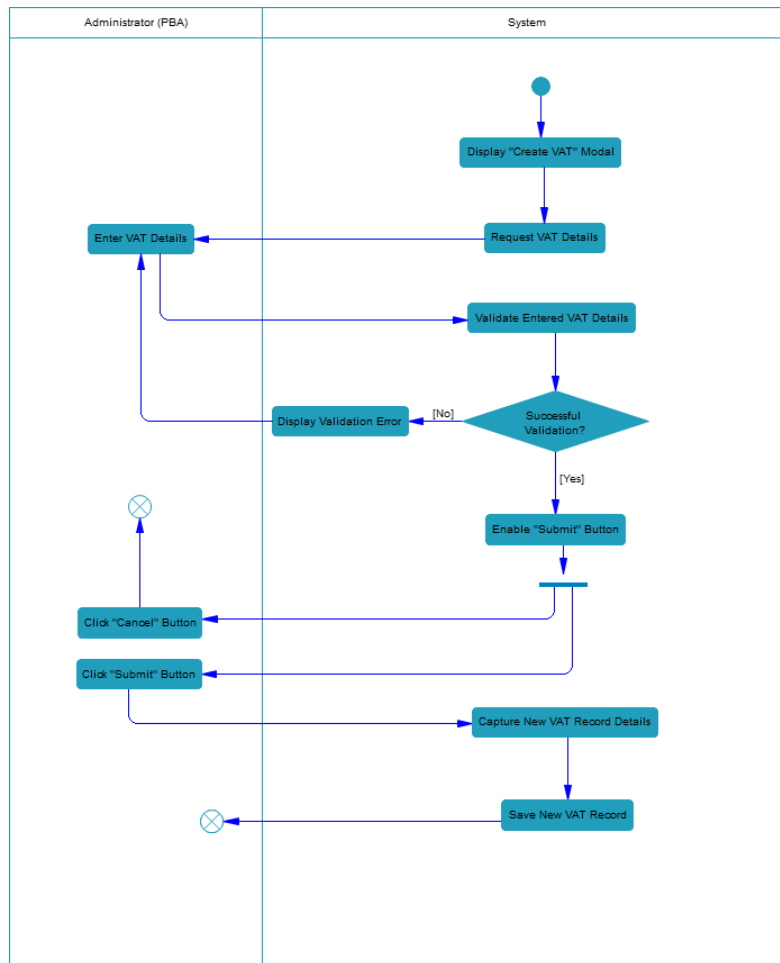 Administrator (PBA)
System
Display "Create VAT" Modal
Request VAT Details
Enter VAT Details
Validate Entered VAT Details
Successful
Validation?
[No]
Display Validation Error
[Yes]
Enable "Submit" Button
Click "Cancel" Button
Click "Submit" Button
Capture New VAT Record Details
Save New VAT Record